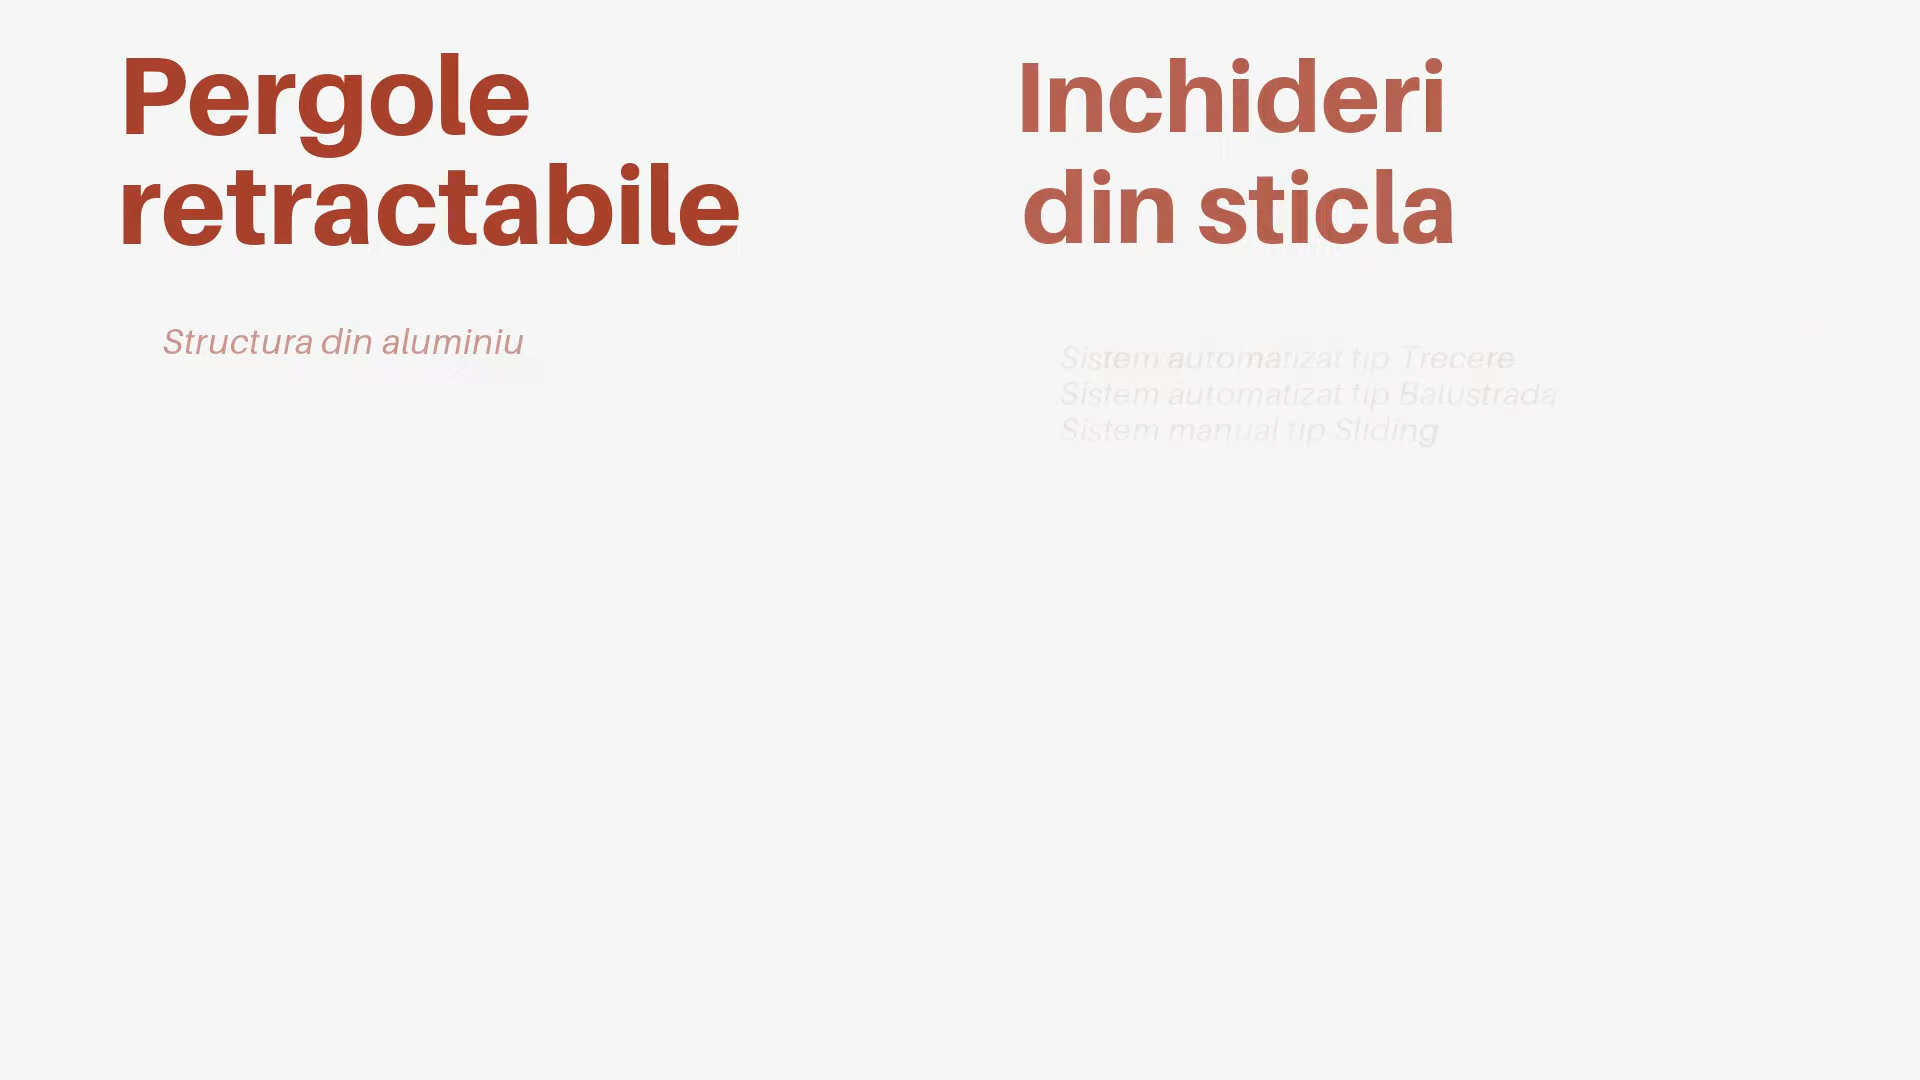 Pergole
retractabile
Structura din aluminiu
Inchideri
din sticla
Sistem automatizat tip Trecere
Sistem automatizat tip Balustrada
Sistem manual tip Sliding